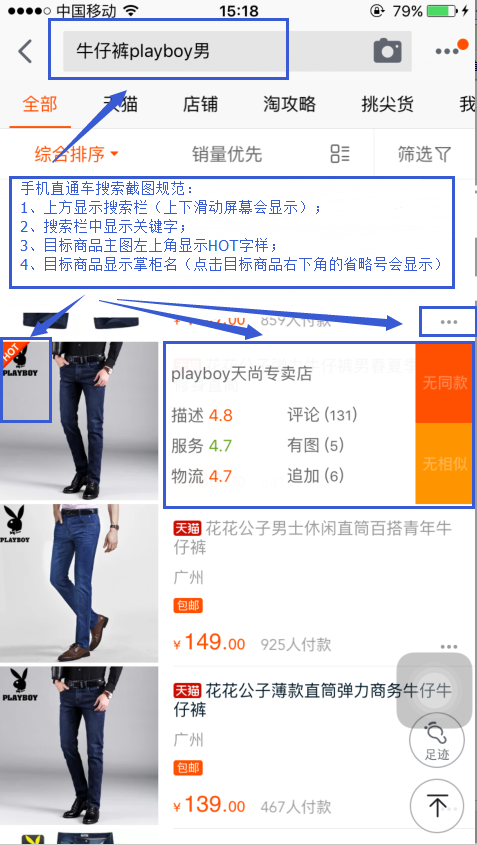 中国移动
15:18
79%
牛仔裤playboy男
全部
天猫
店铺
淘攻略
挑尖货
我
综合排序
销量优先
筛选
手机直通车搜索截图规范：
1、上方显示搜索栏（上下滑动屏幕会显示）；
2、搜索栏中显示关键字；
3、目标商品主图左上角显示HOT字样；
4、目标商品显示掌柜名（点击目标商品右下角的省略号会显示）
859人付款
HOT
PLAYBOY
playboy天尚专卖店
无同款
描述 4.8 评论 (131)
服务 4.7 有图 (5)
物流 4.7 追加 (6)
无相似
PLAYBOY
天猫 花花公子男士休闲直筒百搭青年牛
仔裤
广州
包邮
¥149.00 925人付款
PLAYBOY
天猫 花花公子薄款直筒弹力商务牛仔牛
仔裤
广州
足迹
包邮
¥139.00 467人付款